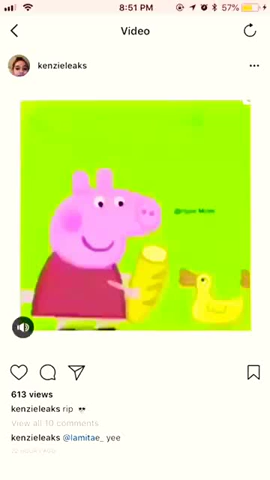 8:51 PM
57%
Video
kenzieleaks
613 views
kenzieleaks rip
View all 10 comments
kenzieleaks @lamitae_ yee